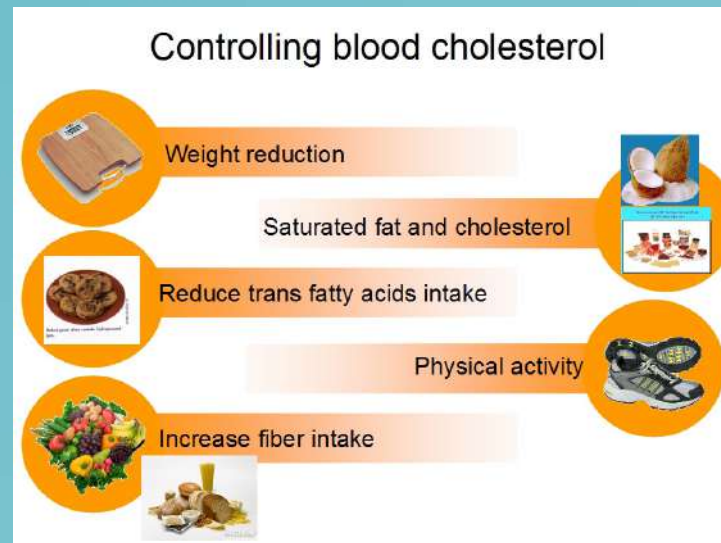 Controlling blood cholesterol
Weight reduction
Saturated fat and cholesterol
Reduce trans fatty acids intake
Physical activity
Increase fiber intake